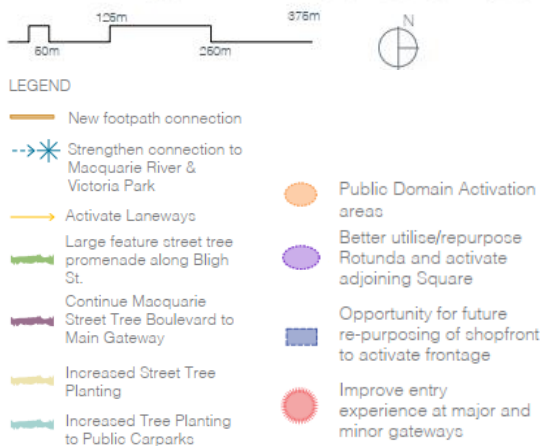 125m
375m
N
50m
250m
LEGEND
New footpath connection
Strengthen connection to
Macquarie River &
Victoria Park
Activate Laneways
Large feature street tree
promenade along Bligh
St.
Continue Macquarie
Street Tree Boulevard to
Main Gateway
Increased Street Tree
Planting
Increased Tree Planting
to Public Carparks
Public Domain Activation
areas
Better utilise/repurpose
Rotunda and activate
adjoining Square
Opportunity for future
re-purposing of shopfront
to activate frontage
Improve entry
experience at major and
minor gateways